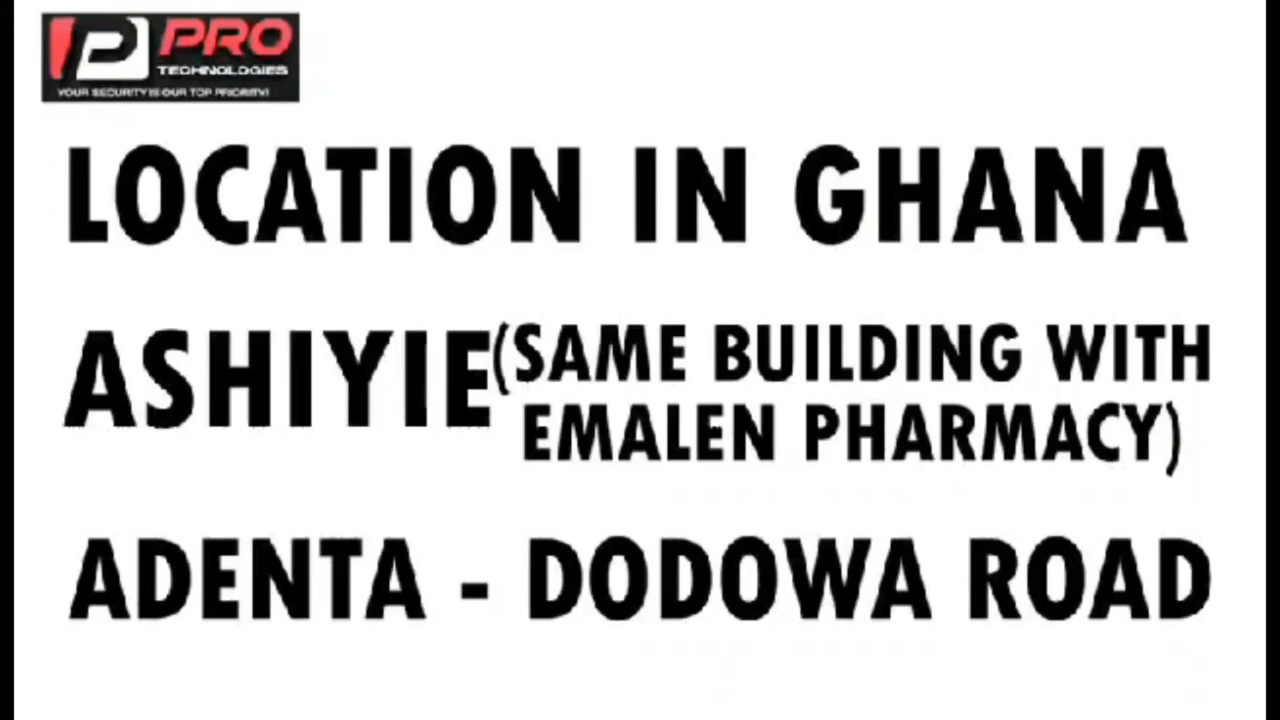 PRO
TECHNOLOGIES
YOUR SECURITY IS OUR TOP PRIORITY!
LOCATION IN GHANA
ASHIYIE (SAME BUILDING WITH
EMALEN PHARMACY)
ADENTA - DODOWA ROAD